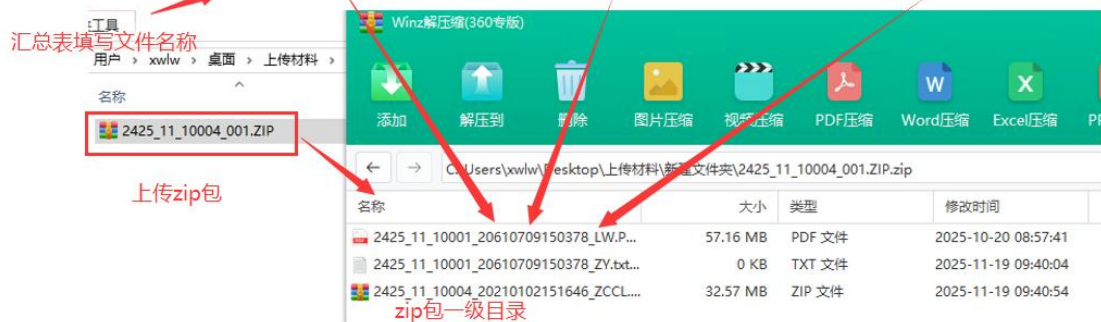 工具
汇总表填写文件名称
用户 › xwlw › 桌面 › 上传材料 ›
名称
2425_11_10004_001.ZIP
上传zip包
Winz解压缩(360专版)
添加 解压到 删除 图片压缩 视频压缩 PDF压缩 Word压缩 Excel压缩
C:\Users\xwlw\Desktop\上传材料\新建文件夹\2425_11_10004_001.ZIP.zip
名称 大小 类型 修改时间
2425_11_10001_20610709150378_LW.P... 57.16 MB PDF 文件 2025-10-20 08:57:41
2425_11_10001_20610709150378_ZY.txt... 0 KB TXT 文件 2025-11-19 09:40:04
2425_11_10004_20210102151646_ZCCL.... 32.57 MB ZIP 文件 2025-11-19 09:40:54
zip包一级目录